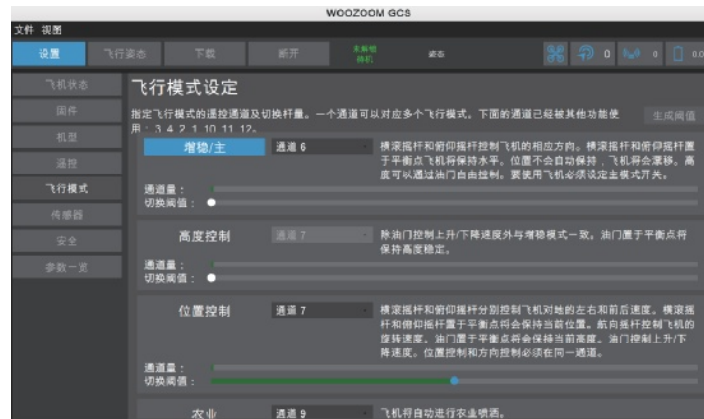 WOOZOOM GCS
文件 视图
设置 飞行姿态 下载 断开 未解锁 姿态 0 0 0.0
待机
飞机状态
固件
机型
遥控
飞行模式
传感器
安全
参数一览
飞行模式设定
指定飞行模式的遥控通道及切换杆量。一个通道可以对应多个飞行模式。下面的通道已经被其他功能使
用: 3 4 2 1 10 11 12。
生成阈值
增稳/主 通道 6 横滚摇杆和俯仰摇杆控制飞机的相应方向。横滚摇杆和俯仰摇杆置
于平衡点飞机将保持水平。位置不会自动保持,飞机将会漂移。高
度可以通过油门自由控制。要使用飞机必须设定主模式开关。
通道量:
切换阈值:
高度控制 通道 7 除油门控制上升/下降速度外与增稳模式一致。油门置于平衡点将
保持高度稳定。
通道量:
切换阈值:
位置控制 通道 7 横滚摇杆和俯仰摇杆分别控制飞机对地的左右和前后速度。横滚摇
杆和俯仰摇杆置于平衡点将会保持当前位置。航向摇杆控制飞机的
旋转速度。油门置于平衡点将会保持当前高度。油门控制上升/下
降速度。位置控制和方向控制必须在同一通道。
通道量:
切换阈值:
农业 通道 9 飞机将自动进行农业喷洒。